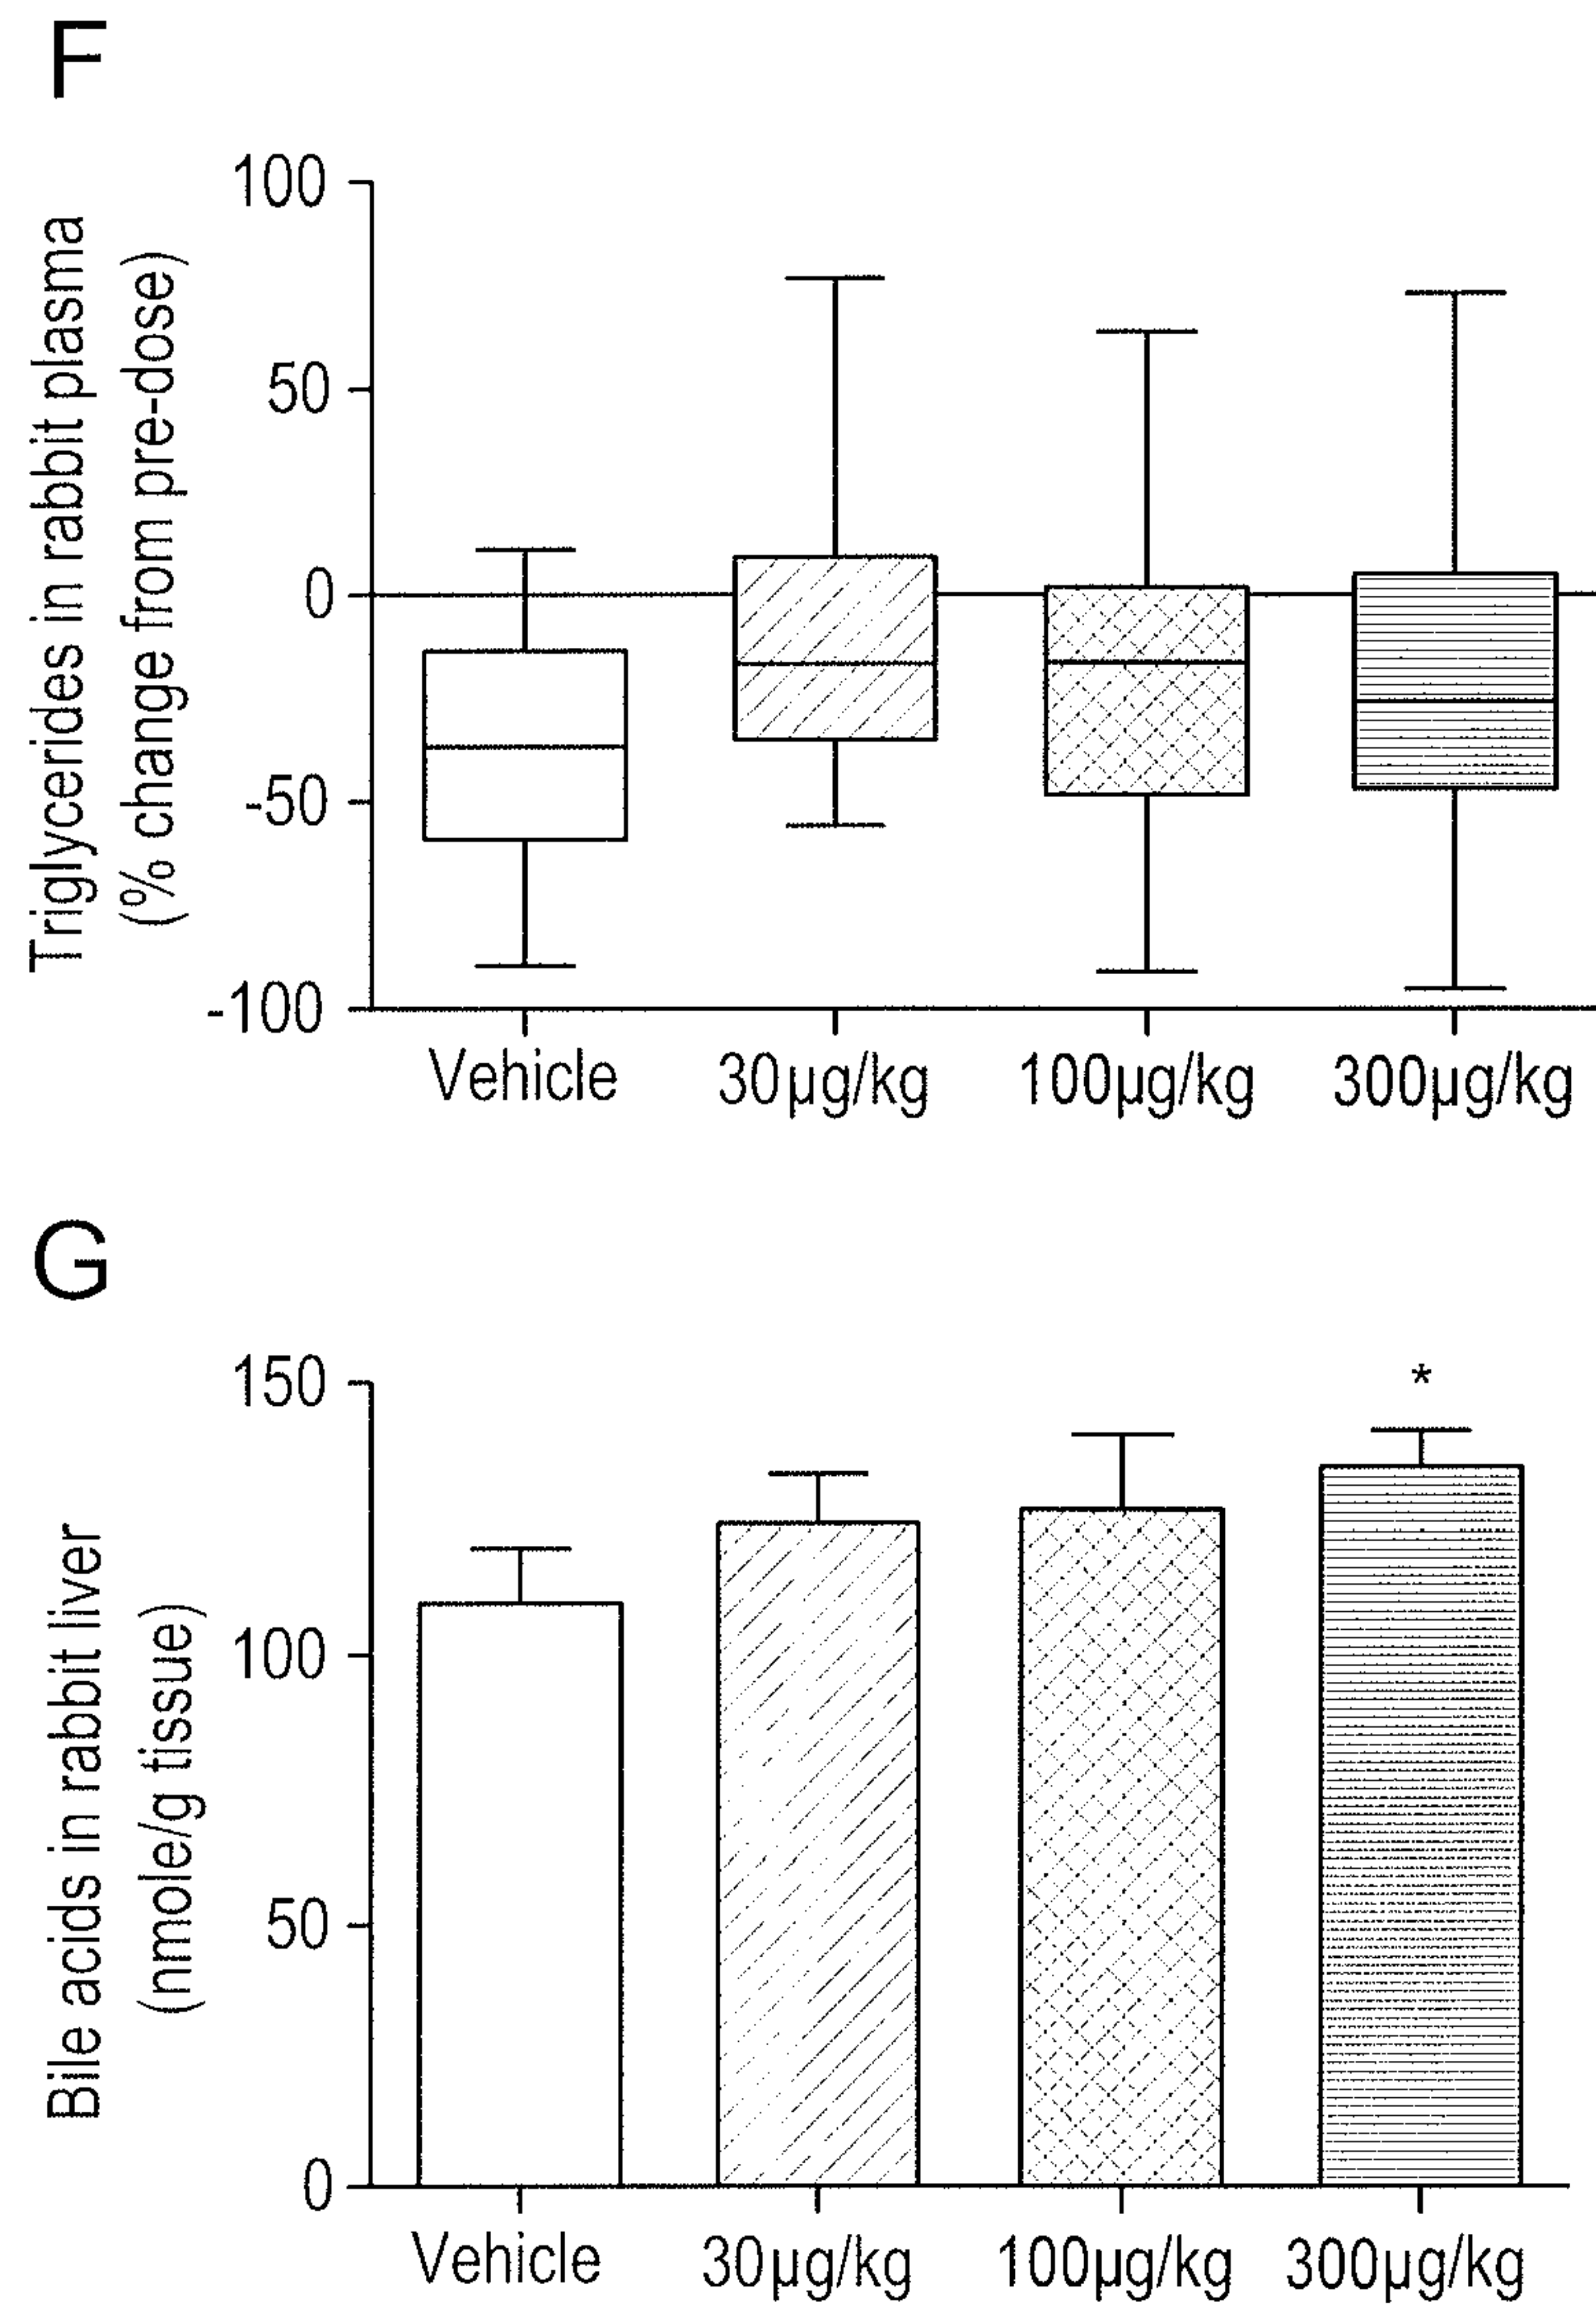 F
Triglycerides in rabbit plasma
(% change from pre-dose)
100
50
0
-50
-100
Vehicle
30µg/kg
100µg/kg
300µg/kg
G
Bile acids in rabbit liver
(nmole/g tissue)
150
100
50
0
*
Vehicle
30µg/kg
100µg/kg
300µg/kg